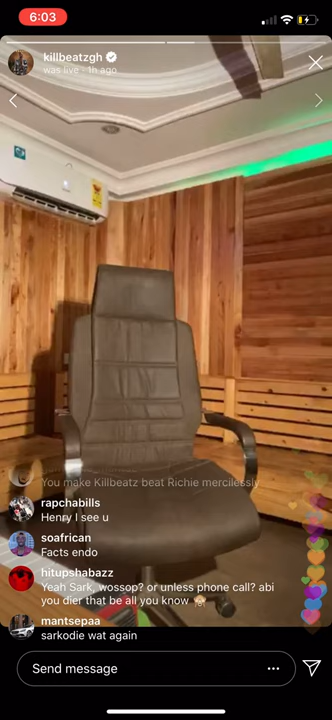 6:03
killbeatzgh
was live · 1h ago
You make Killbeatz beat Richie mercilessly
rapchabills
Henry I see u
soafrican
Facts endo
hitupshabazz
Yeah Sark, wossop? or unless phone call? abi
you dier that be all you know 🙈
mantsepaa
sarkodie wat again
Send message